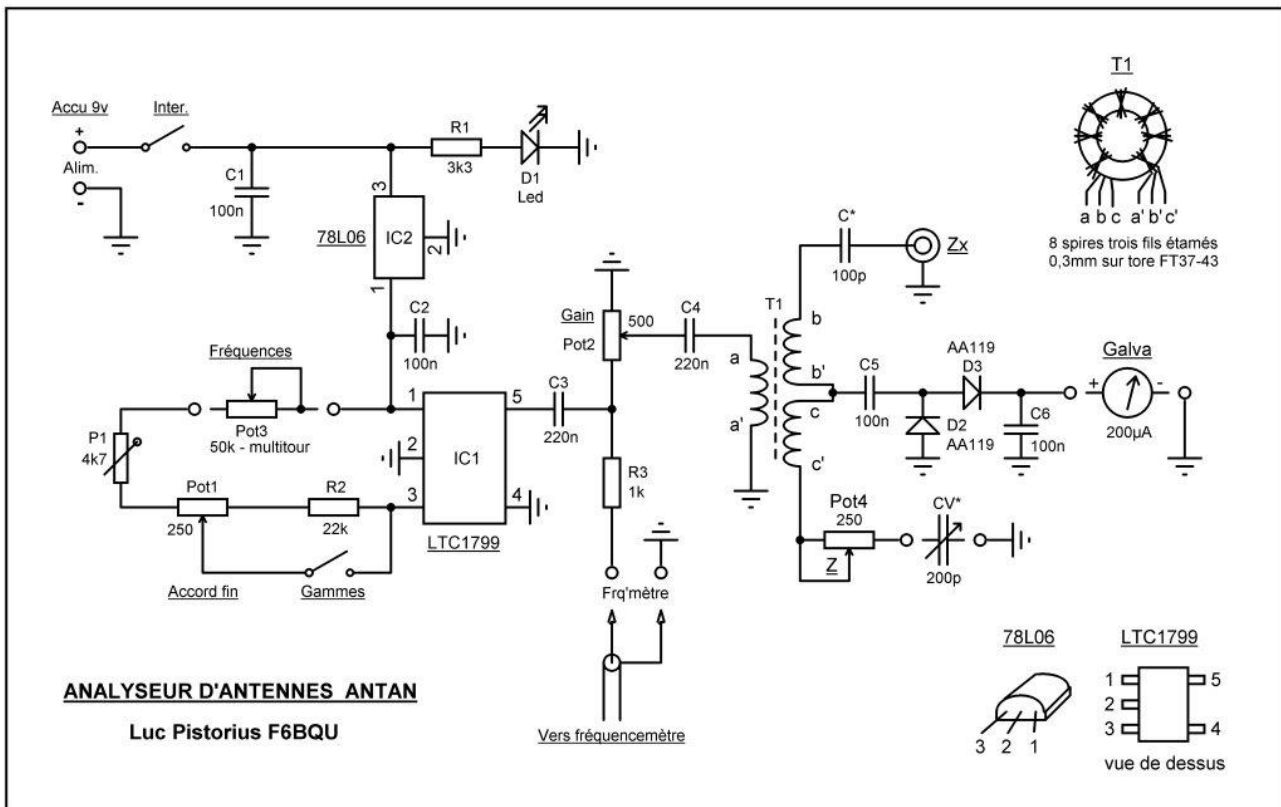 Accu 9v
Inter.
+
Alim.
-
C1
100n
R1
3k3
D1
Led
3
78L06
IC2
2
1
C2
100n
Fréquences
Pot3
50k - multitour
P1
4k7
Pot1
250
R2
22k
Accord fin
Gammes
1
2
3
IC1
5
4
LTC1799
C3
220n
Gain
Pot2
500
R3
1k
Frq'mètre
Vers fréquencemètre
C4
220n
T1
a
a'
b
b'
c
c'
C*
100p
Zx
C5
100n
AA119
D3
D2
AA119
C6
100n
Galva
+
-
200µA
Pot4
250
Z
CV*
200p
T1
a b c a' b' c'
8 spires trois fils étamés
0,3mm sur tore FT37-43
78L06
3 2 1
LTC1799
1
2
3
5
4
vue de dessus
ANALYSEUR D'ANTENNES ANTAN
Luc Pistorius F6BQU